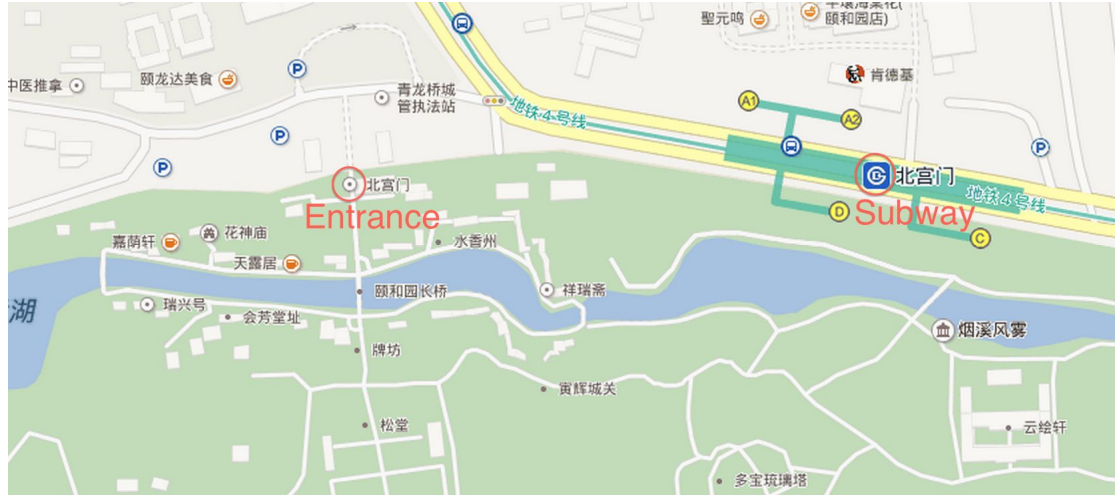 聖元鸣
颐和园店)
颐龙达美食
中医推拿
青龙桥城
管执法站
肯德基
地铁4号线
A1
A2
P
P
P
P
北宫门
北宫门
地铁4号线
Entrance
D
Subway
C
嘉荫轩
花神庙
水香州
天露居
颐和园长桥
祥瑞斋
湖
瑞兴号
会芳堂址
烟溪风雾
牌坊
寅辉城关
松堂
云绘轩
多宝琉璃塔